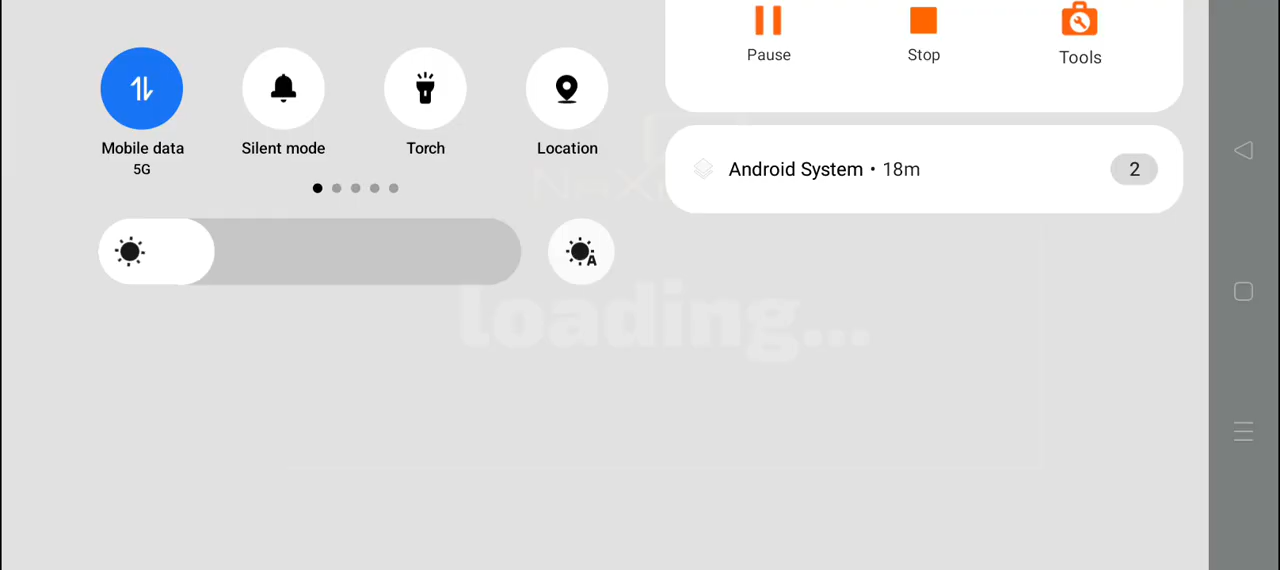 Pause
Stop
Tools
Mobile data
5G
Silent mode
Torch
Location
Android System • 18m
2
A
loading...